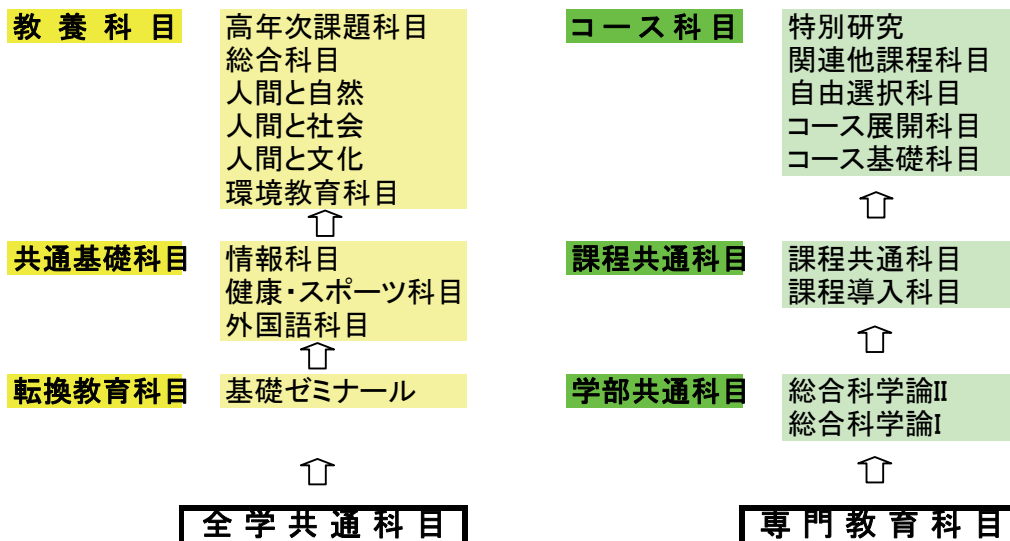 教養科目
高年次課題科目
総合科目
人間と自然
人間と社会
人間と文化
環境教育科目
共通基礎科目
情報科目
健康・スポーツ科目
外国語科目
転換教育科目
基礎ゼミナール
全学共通科目
コース科目
特別研究
関連他課程科目
自由選択科目
コース展開科目
コース基礎科目
課程共通科目
課程共通科目
課程導入科目
学部共通科目
総合科学論II
総合科学論I
専門教育科目